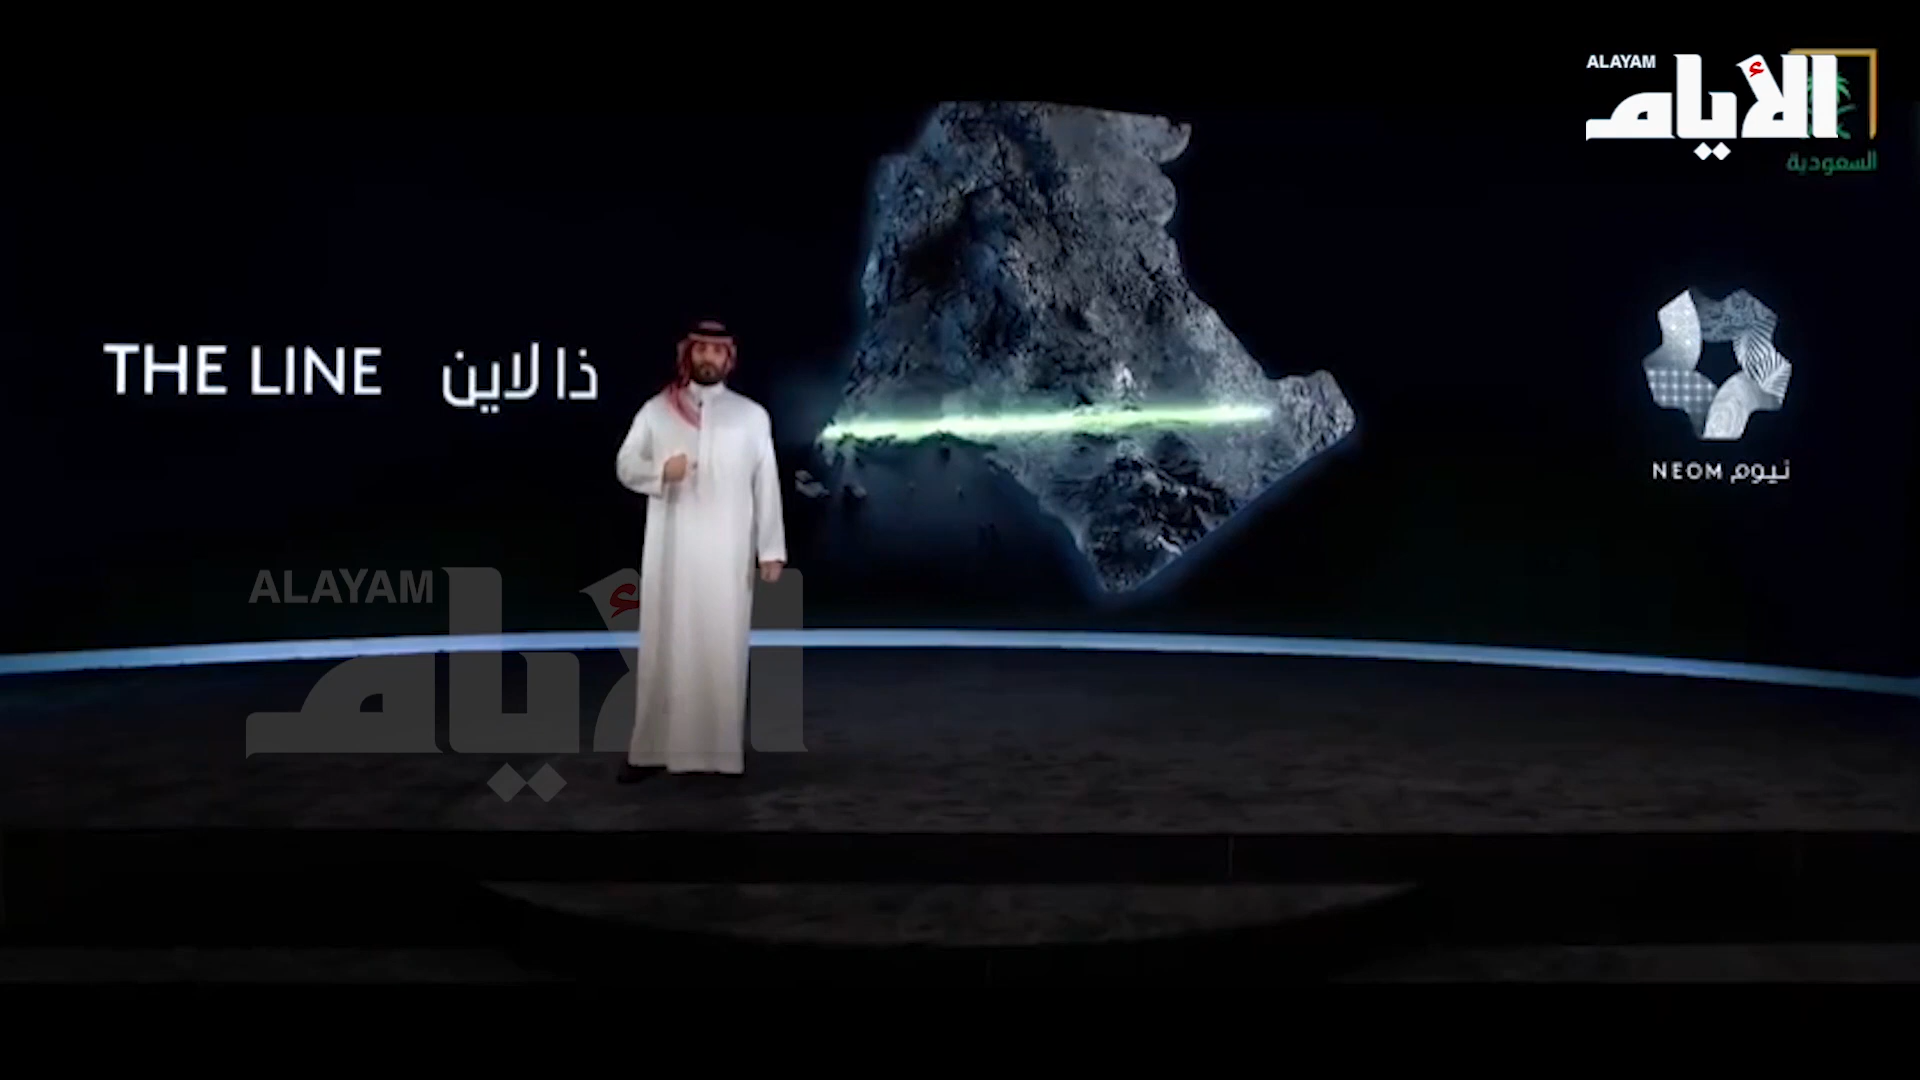 ALAYAM
الأيام
السعودية
THE LINE ذا لاين
NEOM نيوم
ALAYAM
الأيام